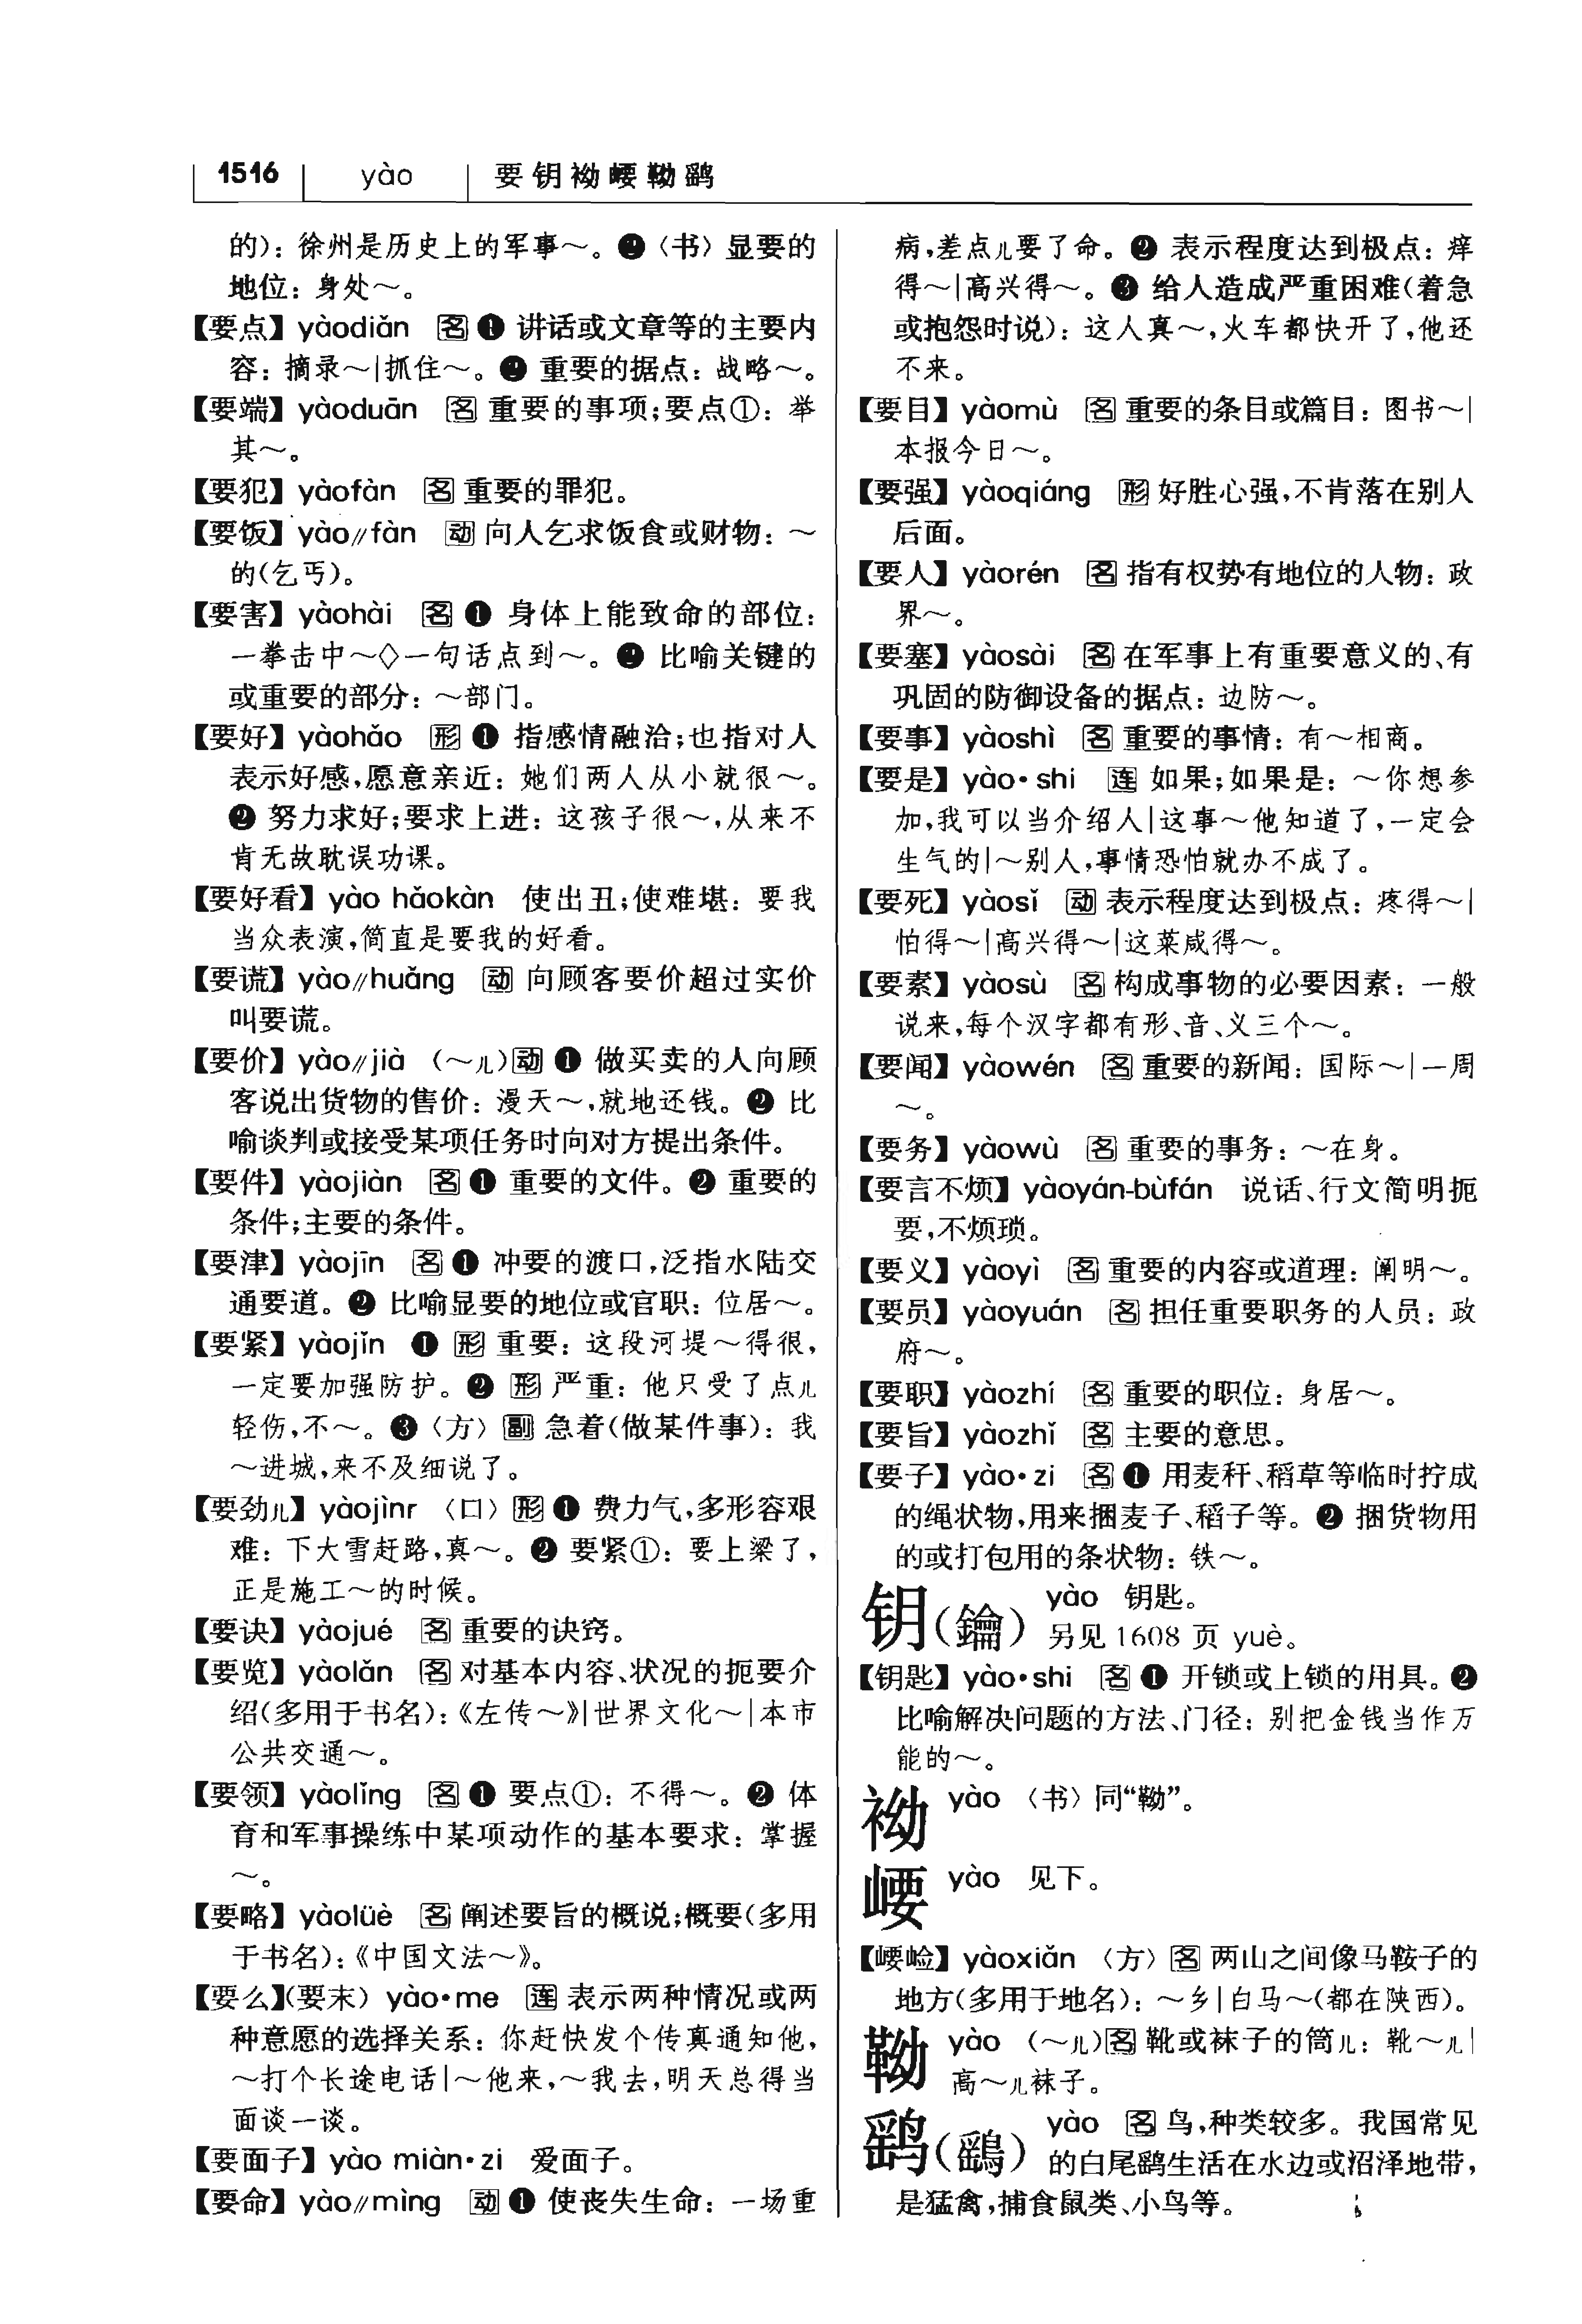 1516 yào 要钥袎崾靿鹞
的）：徐州是历史上的军事～。❷〈书〉显要的
地位：身处～。
【要点】yàodiǎn 名❶ 讲话或文章等的主要内
容：摘录～|抓住～。❷ 重要的据点：战略～。
【要端】yàoduān 名 重要的事项；要点①：举
其～。
【要犯】yàofàn 名 重要的罪犯。
【要饭】yào∥fàn 动 向人乞求饭食或财物：～
的（乞丐）。
【要害】yàohài 名❶ 身体上能致命的部位：
一拳击中～◇一句话点到～。❷ 比喻关键的
或重要的部分：～部门。
【要好】yàohǎo 形❶ 指感情融洽；也指对人
表示好感，愿意亲近：她们两人从小就很～。
❷ 努力求好；要求上进：这孩子很～，从来不
肯无故耽误功课。
【要好看】yào hǎokàn 使出丑；使难堪：要我
当众表演，简直是要我的好看。
【要谎】yào∥huǎng 动 向顾客要价超过实价
叫要谎。
【要价】yào∥jià （～儿）动❶ 做买卖的人向顾
客说出货物的售价：漫天～，就地还钱。❷ 比
喻谈判或接受某项任务时向对方提出条件。
【要件】yàojiàn 名❶ 重要的文件。❷ 重要的
条件；主要的条件。
【要津】yàojīn 名❶ 冲要的渡口，泛指水陆交
通要道。❷ 比喻显要的地位或官职：位居～。
【要紧】yàojǐn ❶ 形 重要：这段河堤～得很，
一定要加强防护。❷ 形 严重：他只受了点儿
轻伤，不～。❸〈方〉副 急着（做某件事）：我
～进城，来不及细说了。
【要劲儿】yàojìnr 〈口〉形❶ 费力气，多形容艰
难：下大雪赶路，真～。❷ 要紧①：要上梁了，
正是施工～的时候。
【要诀】yàojué 名 重要的诀窍。
【要览】yàolǎn 名 对基本内容、状况的扼要介
绍（多用于书名）：《左传～》|世界文化～|本市
公共交通～。
【要领】yàolǐng 名❶ 要点①：不得～。❷ 体
育和军事操练中某项动作的基本要求：掌握
～。
【要略】yàolüè 名 阐述要旨的概说；概要（多用
于书名）：《中国文法～》。
【要么】（要末）yào·me 连 表示两种情况或两
种意愿的选择关系：你赶快发个传真通知他，
～打个长途电话|～他来，～我去，明天总得当
面谈一谈。
【要面子】yào miàn·zi 爱面子。
【要命】yào∥mìng 动❶ 使丧失生命：一场重
病，差点儿要了命。❷ 表示程度达到极点：痒
得～|高兴得～。❸ 给人造成严重困难（着急
或抱怨时说）：这人真～，火车都快开了，他还
不来。
【要目】yàomù 名 重要的条目或篇目：图书～|
本报今日～。
【要强】yàoqiáng 形 好胜心强，不肯落在别人
后面。
【要人】yàorén 名 指有权势有地位的人物：政
界～。
【要塞】yàosài 名 在军事上有重要意义的、有
巩固的防御设备的据点：边防～。
【要事】yàoshì 名 重要的事情：有～相商。
【要是】yào·shi 连 如果；如果是：～你想参
加，我可以当介绍人|这事～他知道了，一定会
生气的|～别人，事情恐怕就办不成了。
【要死】yàosǐ 动 表示程度达到极点：疼得～|
怕得～|高兴得～|这菜咸得～。
【要素】yàosù 名 构成事物的必要因素：一般
说来，每个汉字都有形、音、义三个～。
【要闻】yàowén 名 重要的新闻：国际～|一周
～。
【要务】yàowù 名 重要的事务：～在身。
【要言不烦】yàoyán-bùfán 说话、行文简明扼
要，不烦琐。
【要义】yàoyì 名 重要的内容或道理：阐明～。
【要员】yàoyuán 名 担任重要职务的人员：政
府～。
【要职】yàozhí 名 重要的职位：身居～。
【要旨】yàozhǐ 名 主要的意思。
【要子】yào·zi 名❶ 用麦秆、稻草等临时拧成
的绳状物，用来捆麦子、稻子等。❷ 捆货物用
的或打包用的条状物：铁～。
钥（鑰） yào 钥匙。
另见 1608 页 yuè。
【钥匙】yào·shi 名❶ 开锁或上锁的用具。❷
比喻解决问题的方法、门径：别把金钱当作万
能的～。
袎 yào 〈书〉同“靿”。
崾 yào 见下。
【崾崄】yàoxiǎn 〈方〉名 两山之间像马鞍子的
地方（多用于地名）：～乡|白马～（都在陕西）。
靿 yào （～儿）名 靴或袜子的筒儿：靴～儿|
高～儿袜子。
鹞（鷂） yào 名 鸟，种类较多。我国常见
的白尾鹞生活在水边或沼泽地带，
是猛禽，捕食鼠类、小鸟等。